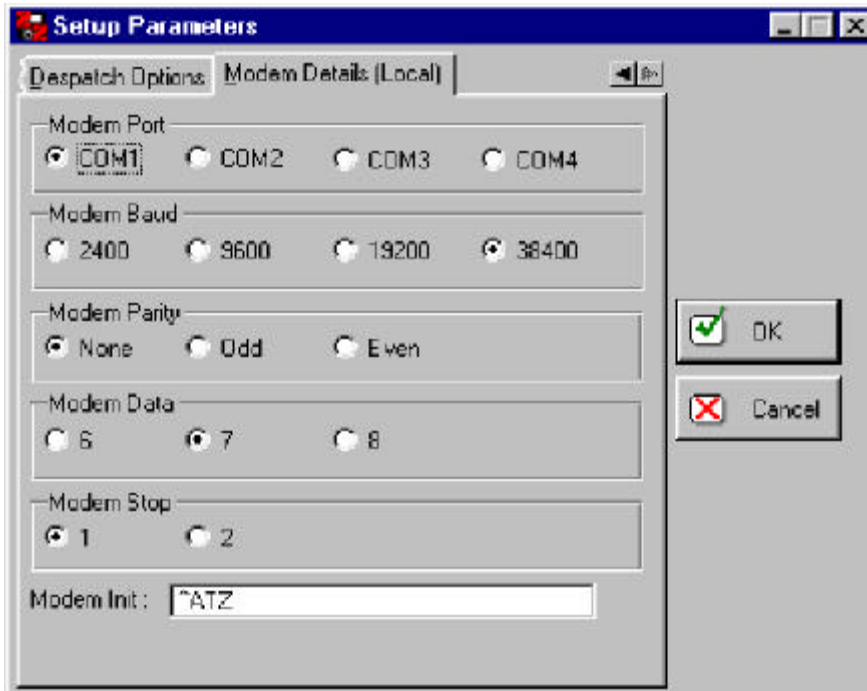 Setup Parameters
Despatch Options Modem Details (Local)
Modem Port
COM1 COM2 COM3 COM4
Modem Baud
2400 9600 19200 38400
Modem Parity
None Odd Even
OK
Modem Data
6 7 8
Cancel
Modem Stop
1 2
Modem Init : ^ATZ